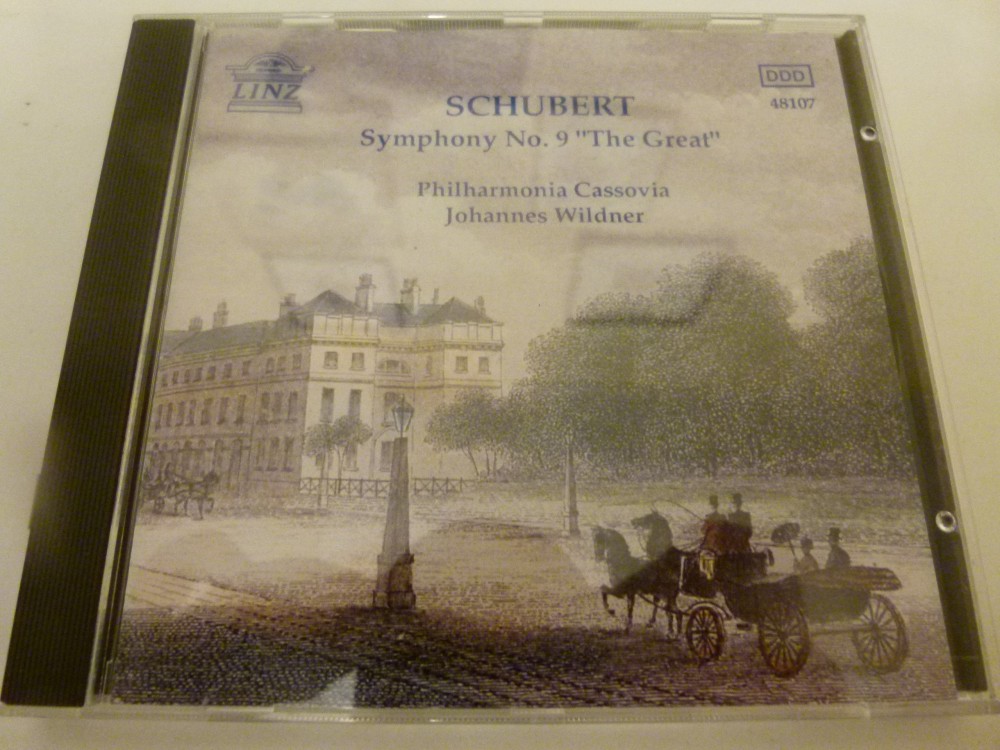 LINZ
DDD
48107
SCHUBERT
Symphony No. 9 "The Great"
Philharmonia Cassovia
Johannes Wildner